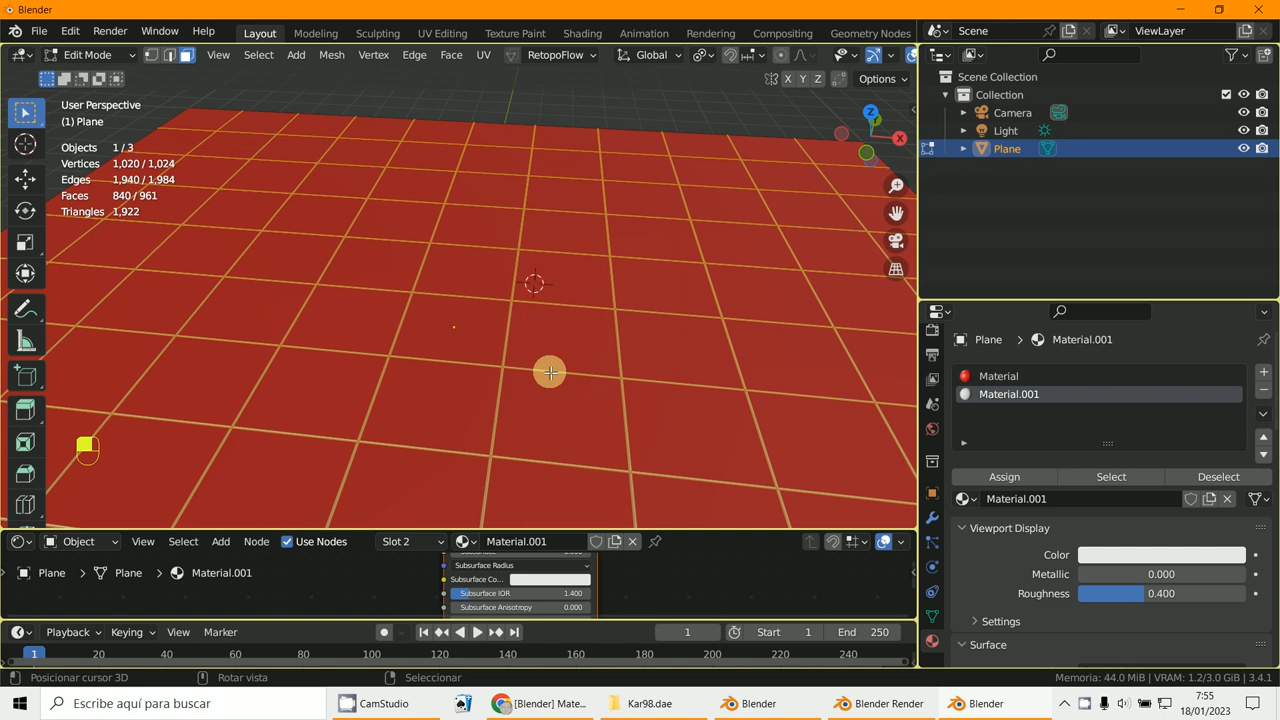 Blender
File Edit Render Window Help Layout Modeling Sculpting UV Editing Texture Paint Shading Animation Rendering Compositing Geometry Nodes Scene ViewLayer
Edit Mode View Select Add Mesh Vertex Edge Face UV RetopoFlow Global
X Y Z Options
User Perspective
(1) Plane
Objects 1 / 3
Vertices 1,020 / 1,024
Edges 1,940 / 1,984
Faces 840 / 961
Triangles 1,922
X
Z
Scene Collection
Collection
Camera
Light
Plane
Plane > Material.001
Material
Material.001
Assign Select Deselect
Material.001
Viewport Display
Color
Metallic 0.000
Roughness 0.400
Settings
Surface
Object View Select Add Node Use Nodes Slot 2 Material.001
Plane > Plane > Material.001
Subsurface Radius
Subsurface Co...
Subsurface IOR 1.400
Subsurface Anisotropy 0.000
Playback Keying View Marker 1 Start 1 End 250
1 20 40 60 80 100 120 140 160 180 200 220 240
Posicionar cursor 3D Rotar vista Seleccionar Memoria: 44.0 MiB | VRAM: 1.2/3.0 GiB | 3.4.1
Escribe aquí para buscar CamStudio [Blender] Mate... Kar98.dae Blender Blender Render Blender
7:55
18/01/2023